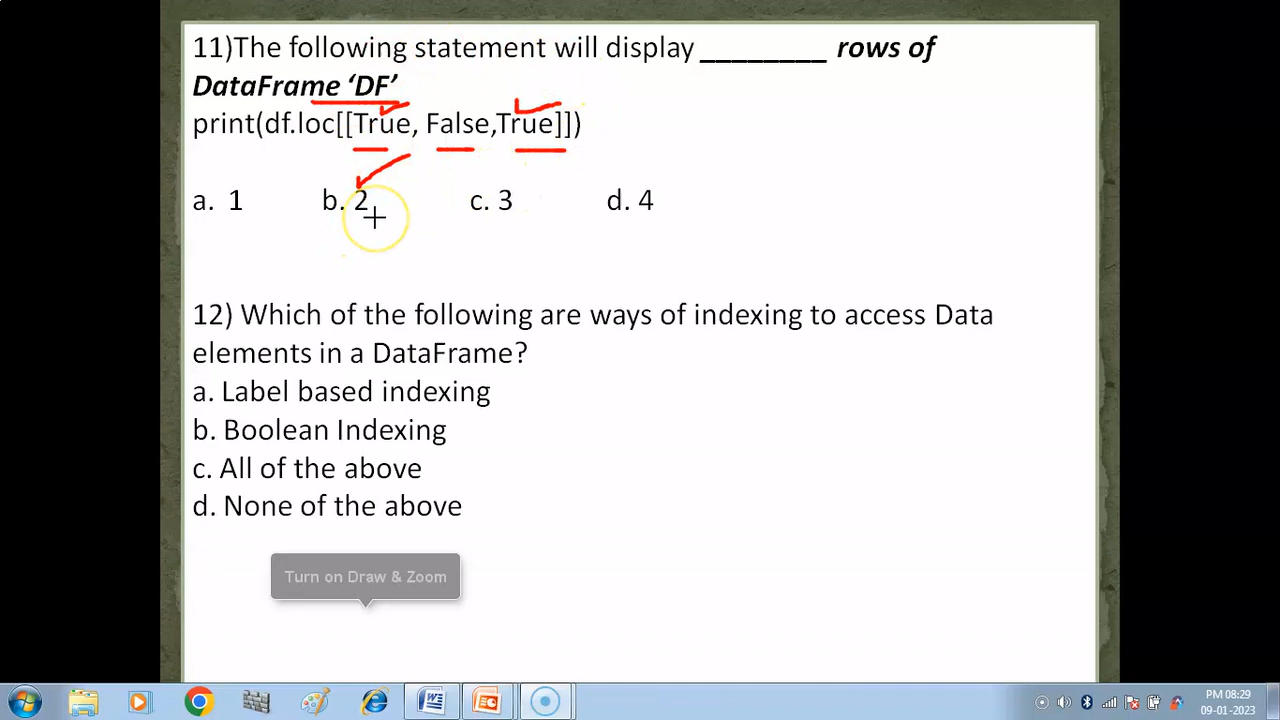 11)The following statement will display ________ rows of
DataFrame ‘DF’
print(df.loc[[True, False,True]])
a. 1 b. 2 c. 3 d. 4
12) Which of the following are ways of indexing to access Data
elements in a DataFrame?
a. Label based indexing
b. Boolean Indexing
c. All of the above
d. None of the above
Turn on Draw & Zoom
PM 08:29
09-01-2023